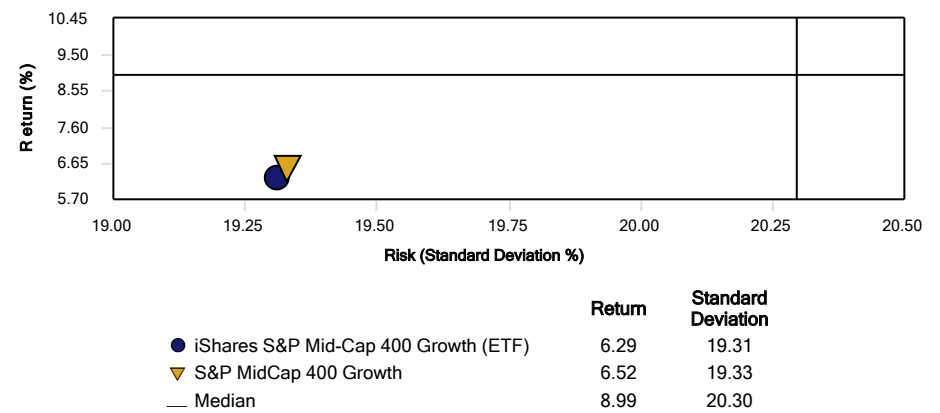 10.45
9.50
8.55
7.60
6.65
5.70
Return (%)
19.00 19.25 19.50 19.75 20.00 20.25 20.50
Risk (Standard Deviation %)
Return Standard Deviation
iShares S&P Mid-Cap 400 Growth (ETF) 6.29 19.31
S&P MidCap 400 Growth 6.52 19.33
Median 8.99 20.30